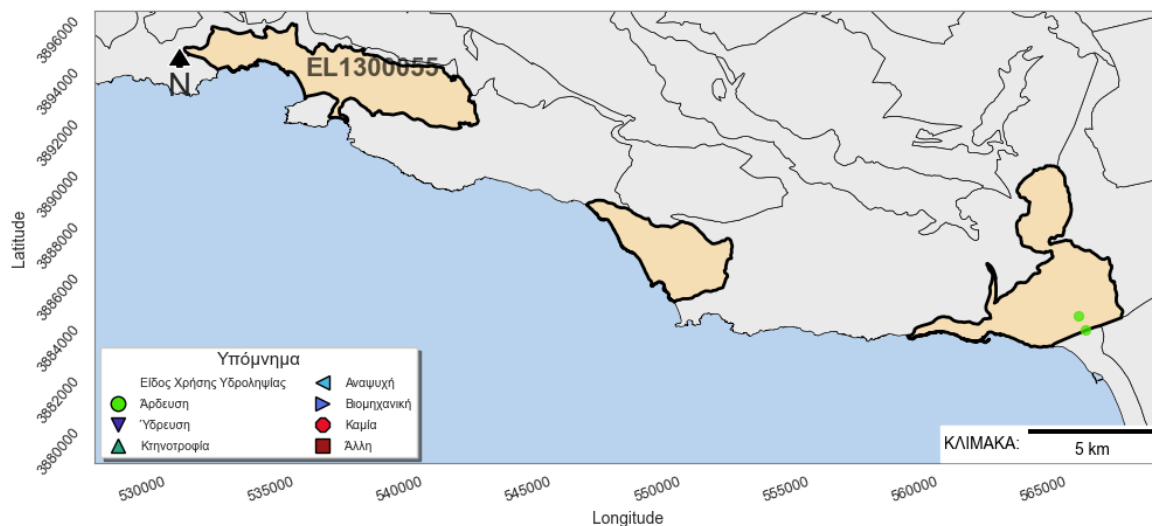 3896000
3894000
3892000
3890000
3888000
3886000
3884000
3882000
3880000
Latitude
N
EL1300055
Υπόμνημα
Είδος Χρήσης Υδροληψίας
Άρδευση
Ύδρευση
Κτηνοτροφία
Αναψυχή
Βιομηχανική
Καμία
Άλλη
ΚΛΙΜΑΚΑ:
5 km
530000
535000
540000
545000
550000
555000
560000
565000
Longitude